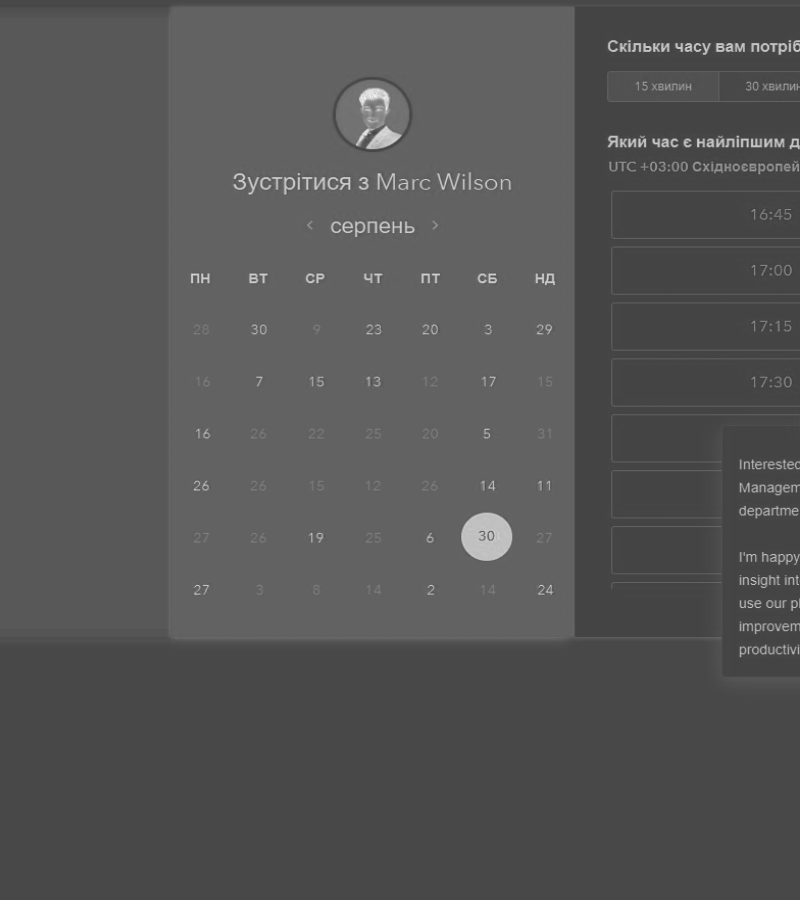 Зустрітися з Marc Wilson
‹ серпень ›
ПН ВТ СР ЧТ ПТ СБ НД
28 30 9 23 20 3 29
16 7 15 13 12 17 15
16 26 22 25 20 5 31
26 26 15 12 26 14 11
27 26 19 25 6 30 27
27 3 8 14 2 14 24
Скільки часу вам потріб
15 хвилин 30 хвилин
Який час є найліпшим д
UTC +03:00 Східноєвропей
16:45
17:00
17:15
17:30
Interested
Managem
departme
I'm happy
insight int
use our pl
improvem
productivi